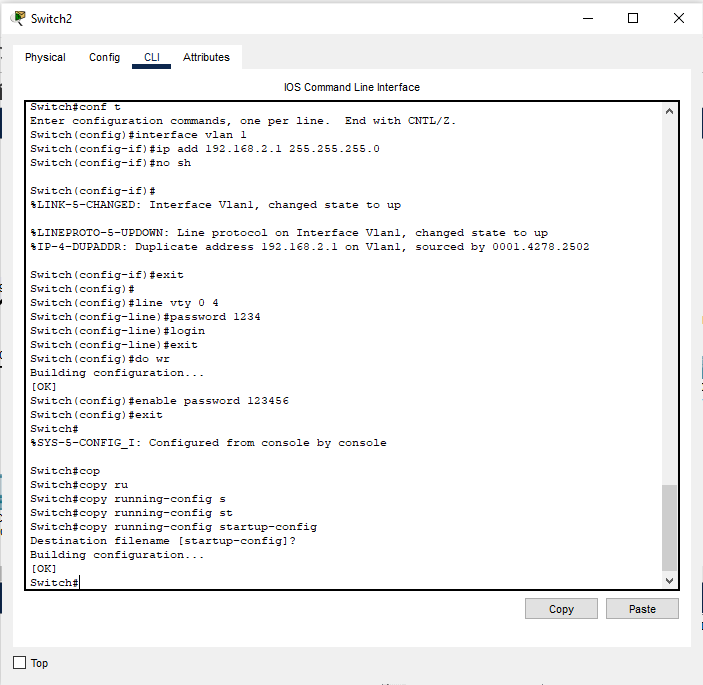 Switch2
Physical Config CLI Attributes
IOS Command Line Interface
Switch#conf t
Enter configuration commands, one per line.  End with CNTL/Z.
Switch(config)#interface vlan 1
Switch(config-if)#ip add 192.168.2.1 255.255.255.0
Switch(config-if)#no sh
Switch(config-if)#
%LINK-5-CHANGED: Interface Vlan1, changed state to up
%LINEPROTO-5-UPDOWN: Line protocol on Interface Vlan1, changed state to up
%IP-4-DUPADDR: Duplicate address 192.168.2.1 on Vlan1, sourced by 0001.4278.2502
Switch(config-if)#exit
Switch(config)#
Switch(config)#line vty 0 4
Switch(config-line)#password 1234
Switch(config-line)#login
Switch(config-line)#exit
Switch(config)#do wr
Building configuration...
[OK]
Switch(config)#enable password 123456
Switch(config)#exit
Switch#
%SYS-5-CONFIG_I: Configured from console by console
Switch#cop
Switch#copy ru
Switch#copy running-config s
Switch#copy running-config st
Switch#copy running-config startup-config
Destination filename [startup-config]?
Building configuration...
[OK]
Switch#
Copy Paste
Top